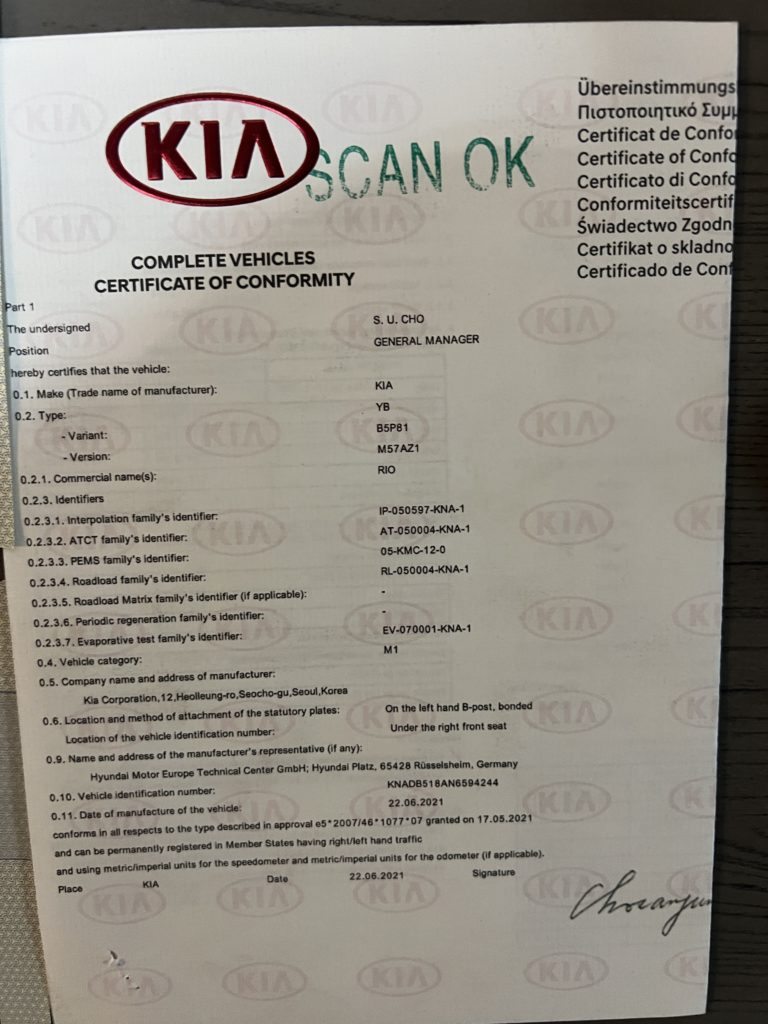 KIA
SCAN OK
Übereinstimmungs
Πιστοποιητικό Συμμ
Certificat de Confo
Certificate of Confo
Certificato di Confo
Conformiteitscertif
Świadectwo Zgodn
Certifikat o skladno
Certificado de Conf
COMPLETE VEHICLES
CERTIFICATE OF CONFORMITY
Part 1
The undersigned S. U. CHO
Position GENERAL MANAGER
hereby certifies that the vehicle:
0.1. Make (Trade name of manufacturer): KIA
0.2. Type: YB
- Variant: B5P81
- Version: M57AZ1
0.2.1. Commercial name(s): RIO
0.2.3. Identifiers
0.2.3.1. Interpolation family's identifier: IP-050597-KNA-1
0.2.3.2. ATCT family's identifier: AT-050004-KNA-1
0.2.3.3. PEMS family's identifier: 05-KMC-12-0
0.2.3.4. Roadload family's identifier: RL-050004-KNA-1
0.2.3.5. Roadload Matrix family's identifier (if applicable): -
0.2.3.6. Periodic regeneration family's identifier: -
0.2.3.7. Evaporative test family's identifier: EV-070001-KNA-1
0.4. Vehicle category: M1
0.5. Company name and address of manufacturer:
Kia Corporation,12,Heolleung-ro,Seocho-gu,Seoul,Korea
0.6. Location and method of attachment of the statutory plates: On the left hand B-post, bonded
Location of the vehicle identification number: Under the right front seat
0.9. Name and address of the manufacturer's representative (if any):
Hyundai Motor Europe Technical Center GmbH; Hyundai Platz, 65428 Rüsselsheim, Germany
0.10. Vehicle identification number: KNADB518AN6594244
0.11. Date of manufacture of the vehicle: 22.06.2021
conforms in all respects to the type described in approval e5*2007/46*1077*07 granted on 17.05.2021
and can be permanently registered in Member States having right/left hand traffic
and using metric/imperial units for the speedometer and metric/imperial units for the odometer (if applicable).
Place KIA Date 22.06.2021 Signature